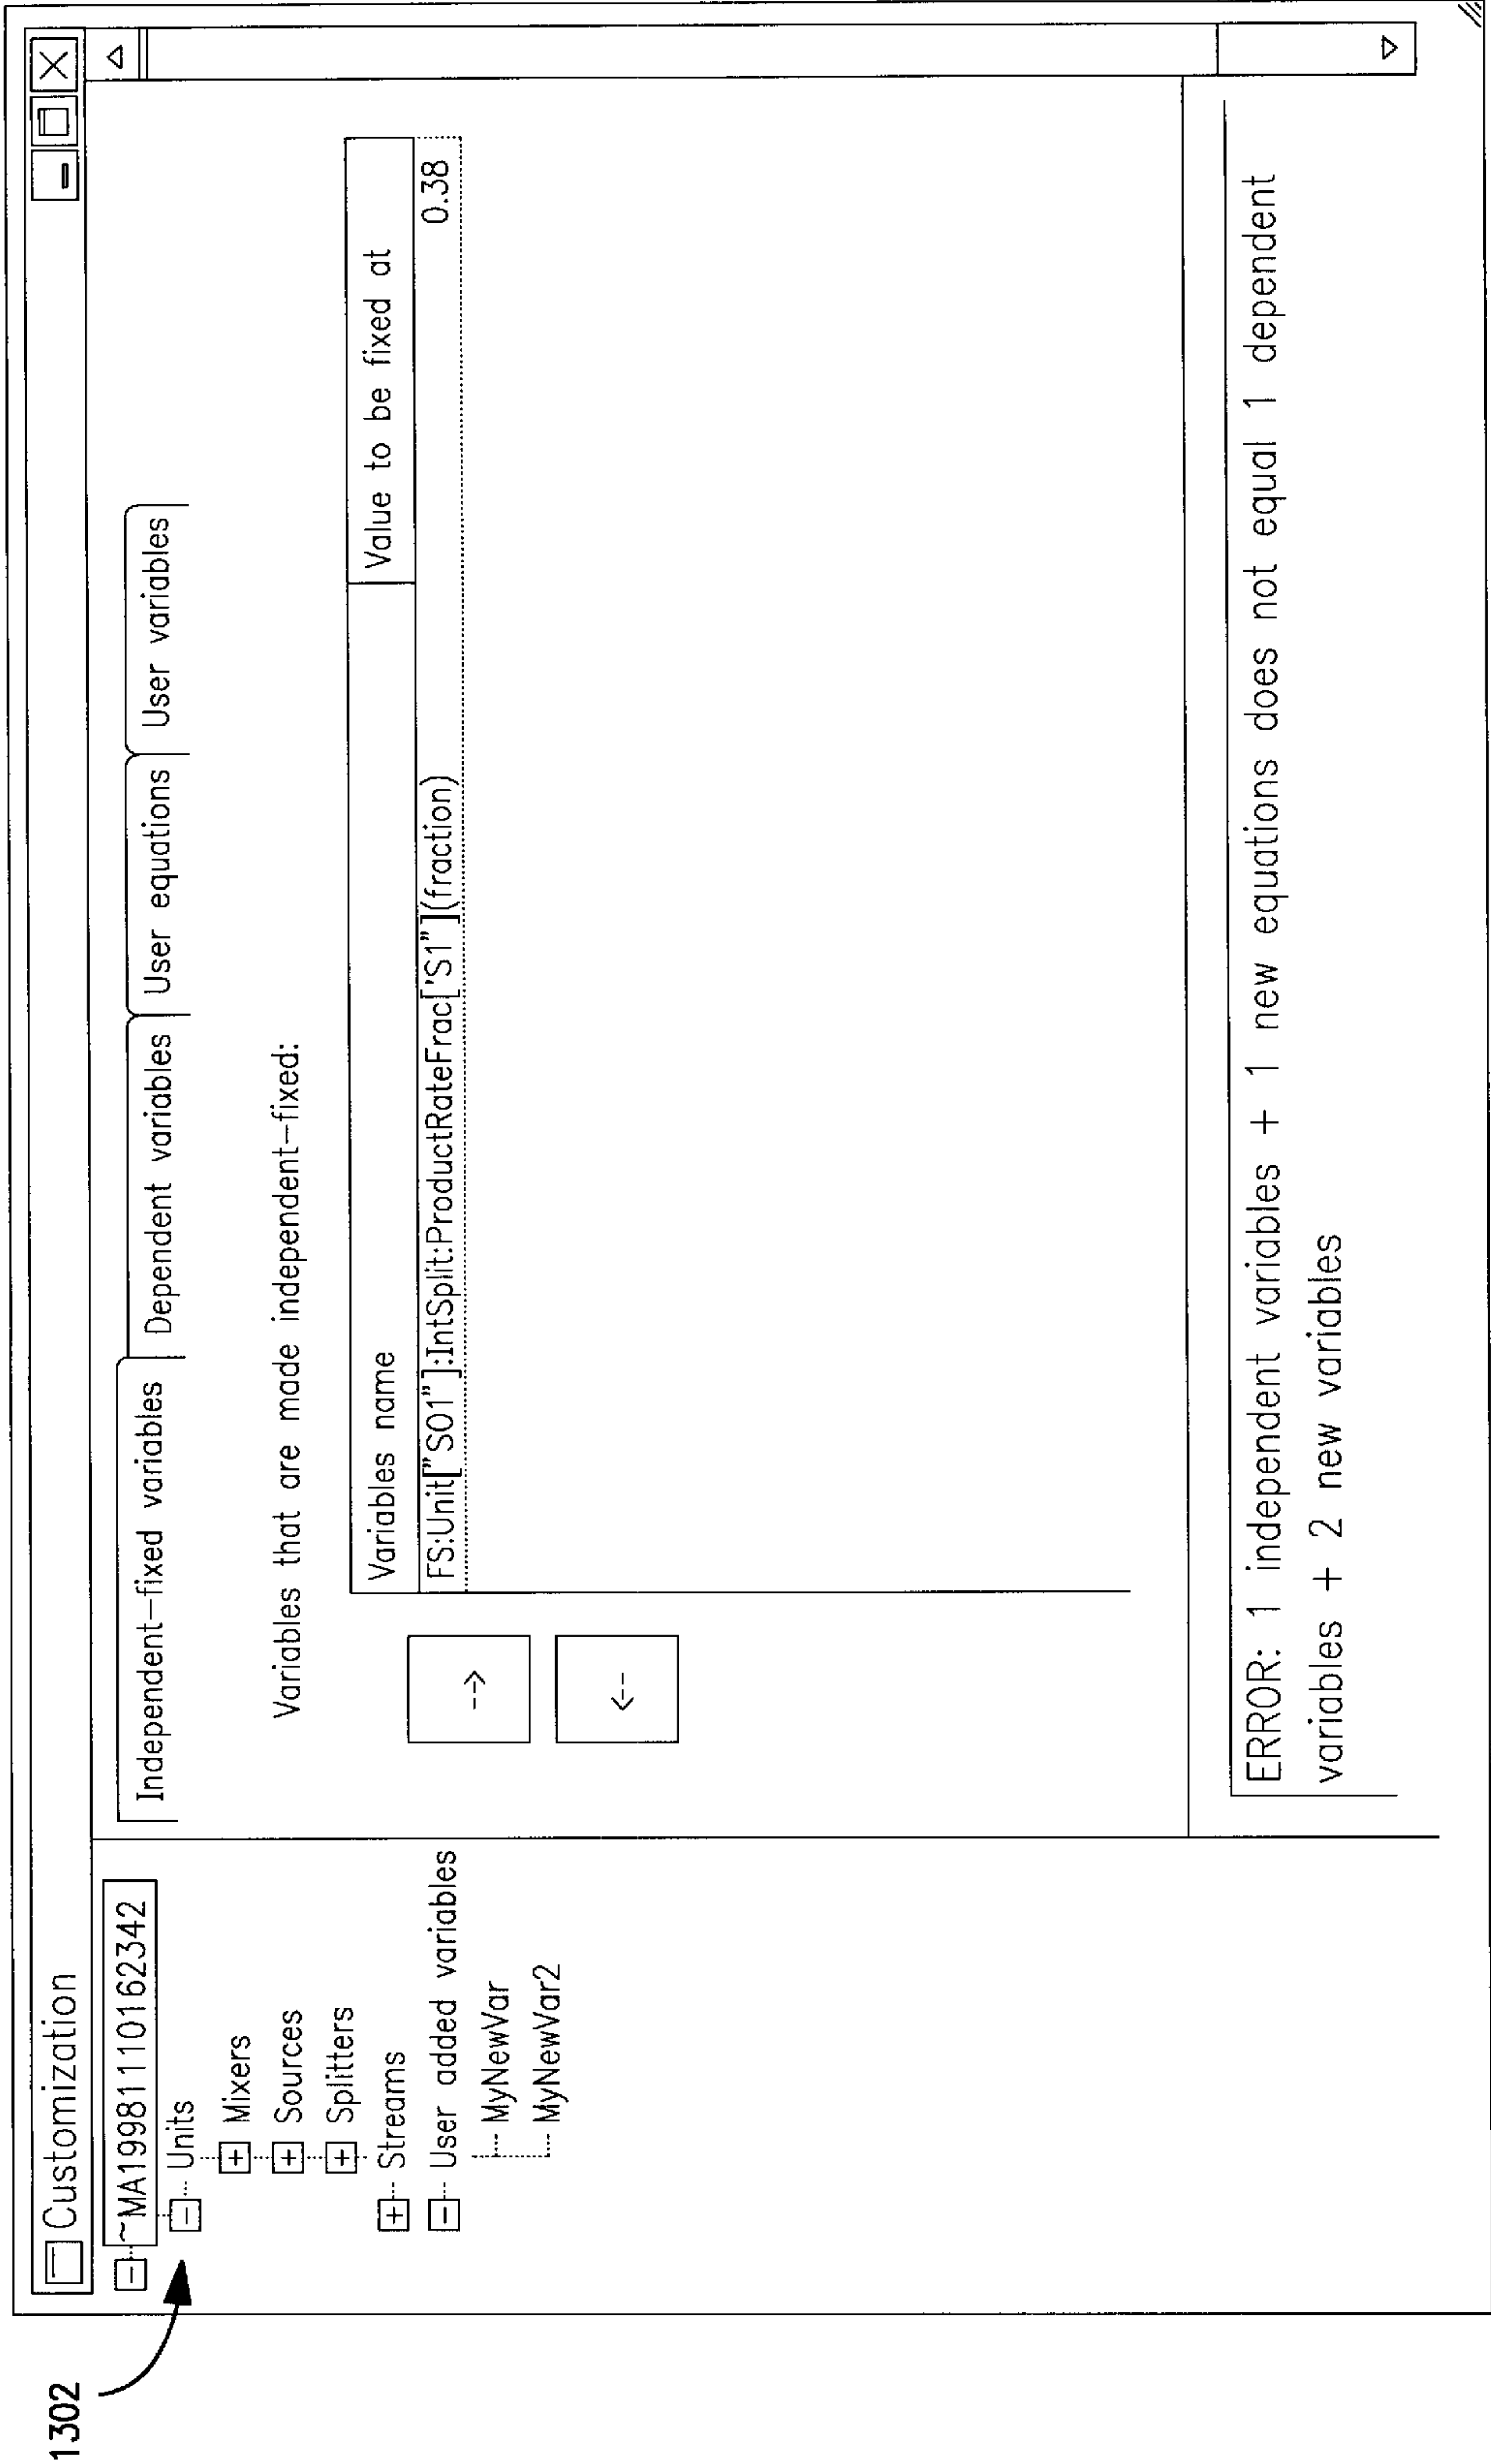 1302
Customization
~MA19981110162342
Units
Mixers
Sources
Splitters
Streams
User added variables
MyNewVar
MyNewVar2
Independent-fixed variables
Dependent variables
User equations
User variables
Variables that are made independent-fixed:
-->
<--
Variables name
Value to be fixed at
FS:Unit["S01"]:IntSplit:ProductRateFrac['S1"](fraction)
0.38
ERROR: 1 independent variables + 1 new equations does not equal 1 dependent
variables + 2 new variables